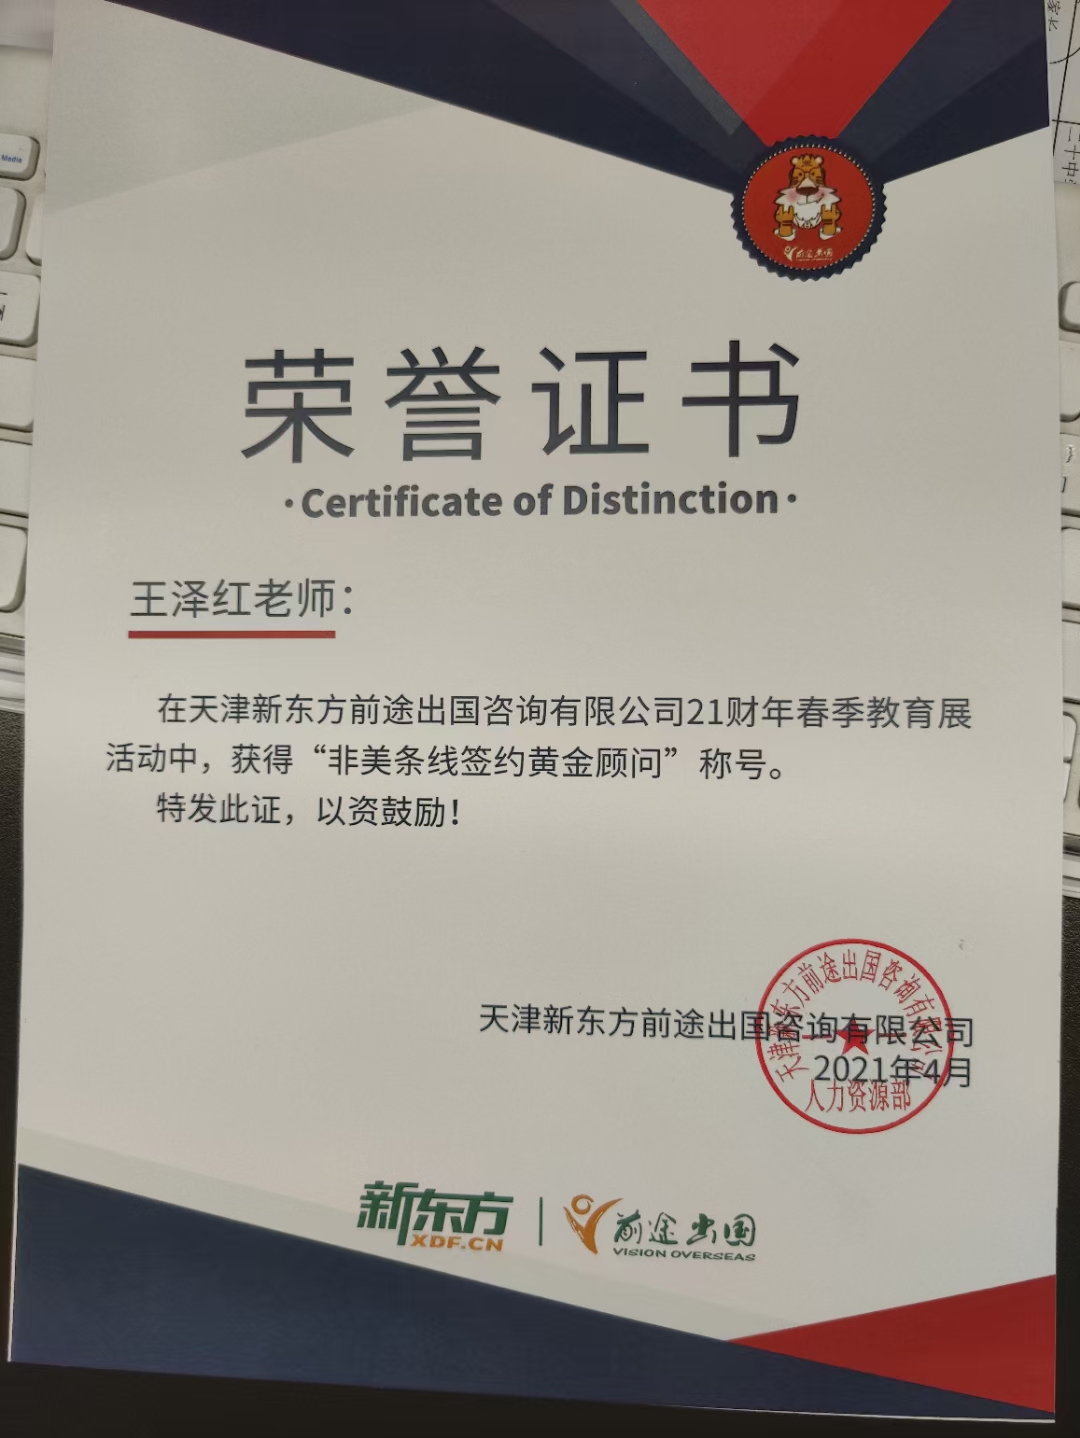 前途出国
荣誉证书
·Certificate of Distinction·
王泽红老师：
在天津新东方前途出国咨询有限公司21财年春季教育展
活动中，获得“非美条线签约黄金顾问”称号。
特发此证，以资鼓励！
天津新东方前途出国咨询有限公司
2021年4月
天津新东方前途出国咨询有限公司
人力资源部
新东方
XDF.CN
前途出国
VISION OVERSEAS
Media